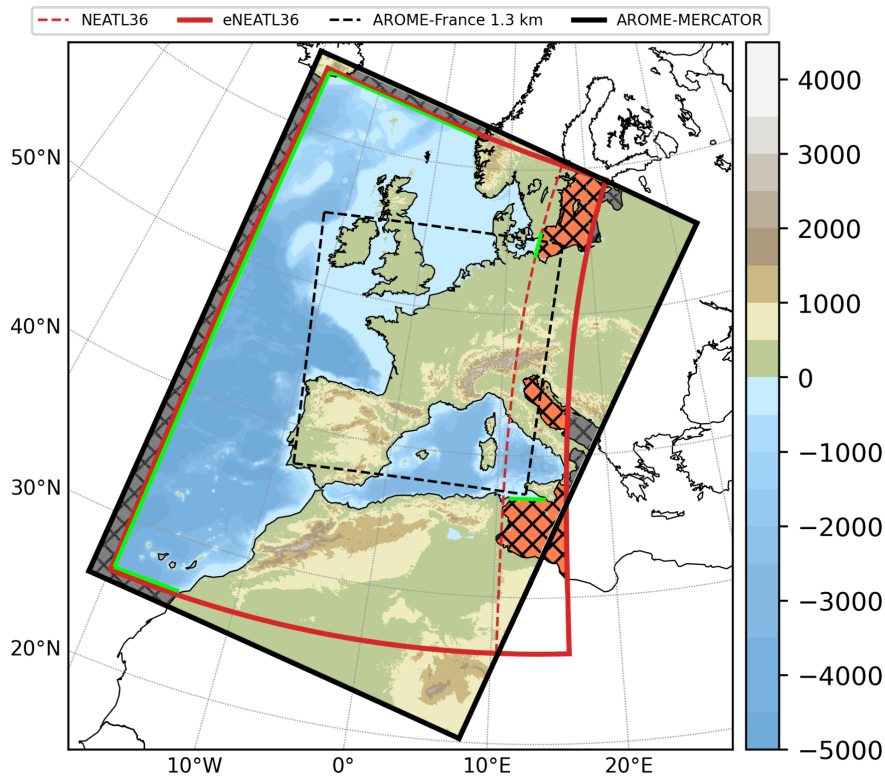 NEATL36 eNEATL36 AROME-France 1.3 km AROME-MERCATOR
50°N
40°N
30°N
20°N
10°W 0° 10°E 20°E
4000
3000
2000
1000
0
−1000
−2000
−3000
−4000
−5000